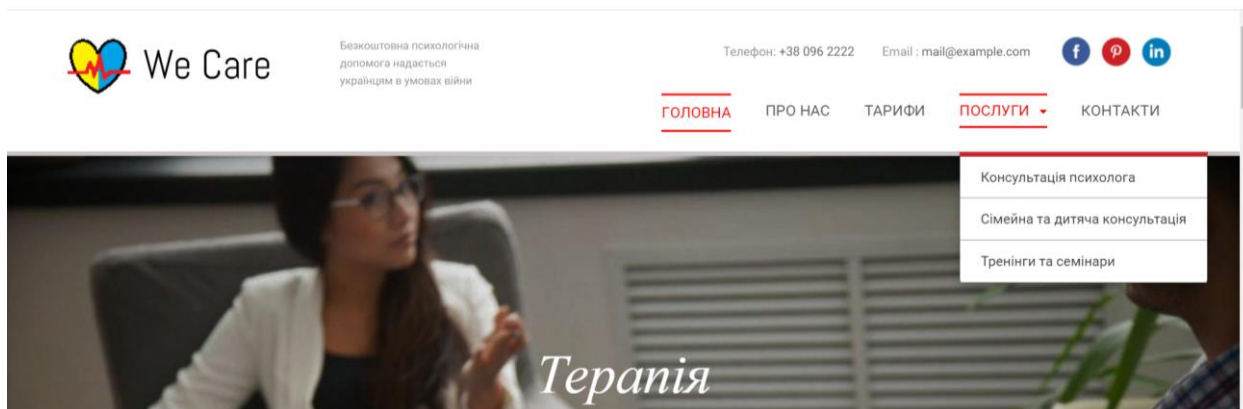 We Care
Безкоштовна психологічна
допомога надається
українцям в умовах війни
Телефон: +38 096 2222 Email : mail@example.com
f p in
ГОЛОВНА ПРО НАС ТАРИФИ ПОСЛУГИ КОНТАКТИ
Консультація психолога
Сімейна та дитяча консультація
Тренінги та семінари
Терапія